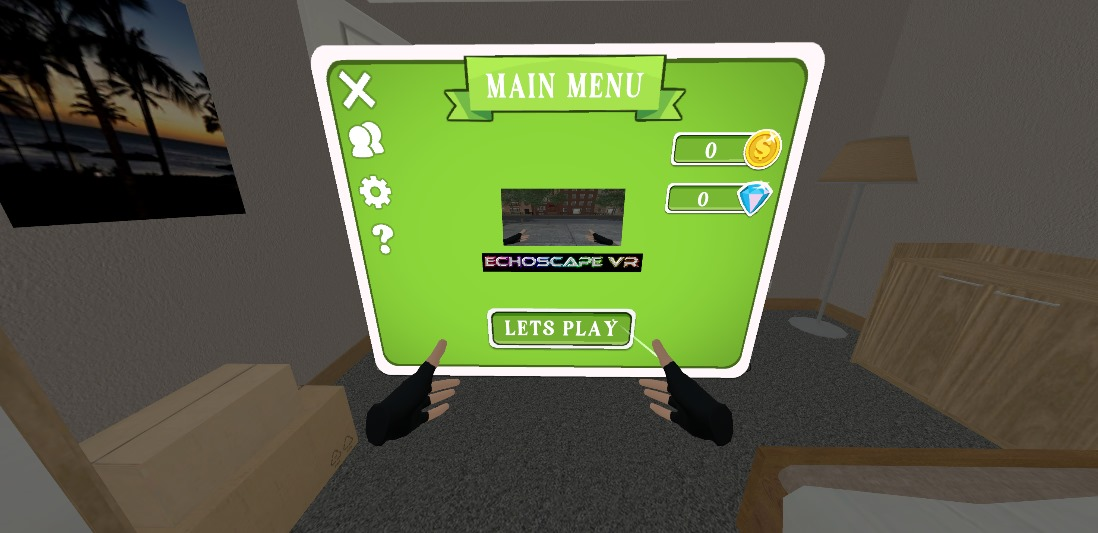 MAIN MENU
0
0
ECHOSCAPE VR
LETS PLAY